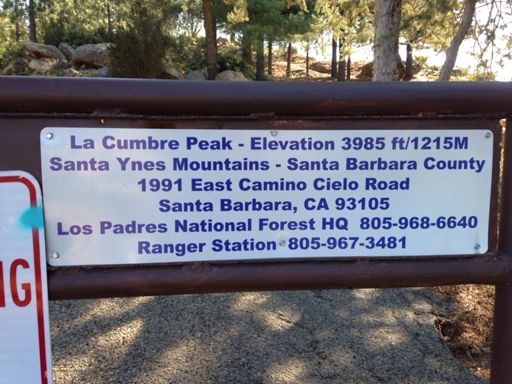 La Cumbre Peak - Elevation 3985 ft/1215M
Santa Ynes Mountains - Santa Barbara County
1991 East Camino Cielo Road
Santa Barbara, CA 93105
Los Padres National Forest HQ 805-968-6640
Ranger Station 805-967-3481
NG